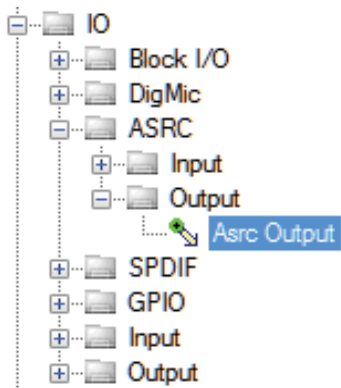 IO
Block I/O
DigMic
ASRC
Input
Output
Asrc Output
SPDIF
GPIO
Input
Output